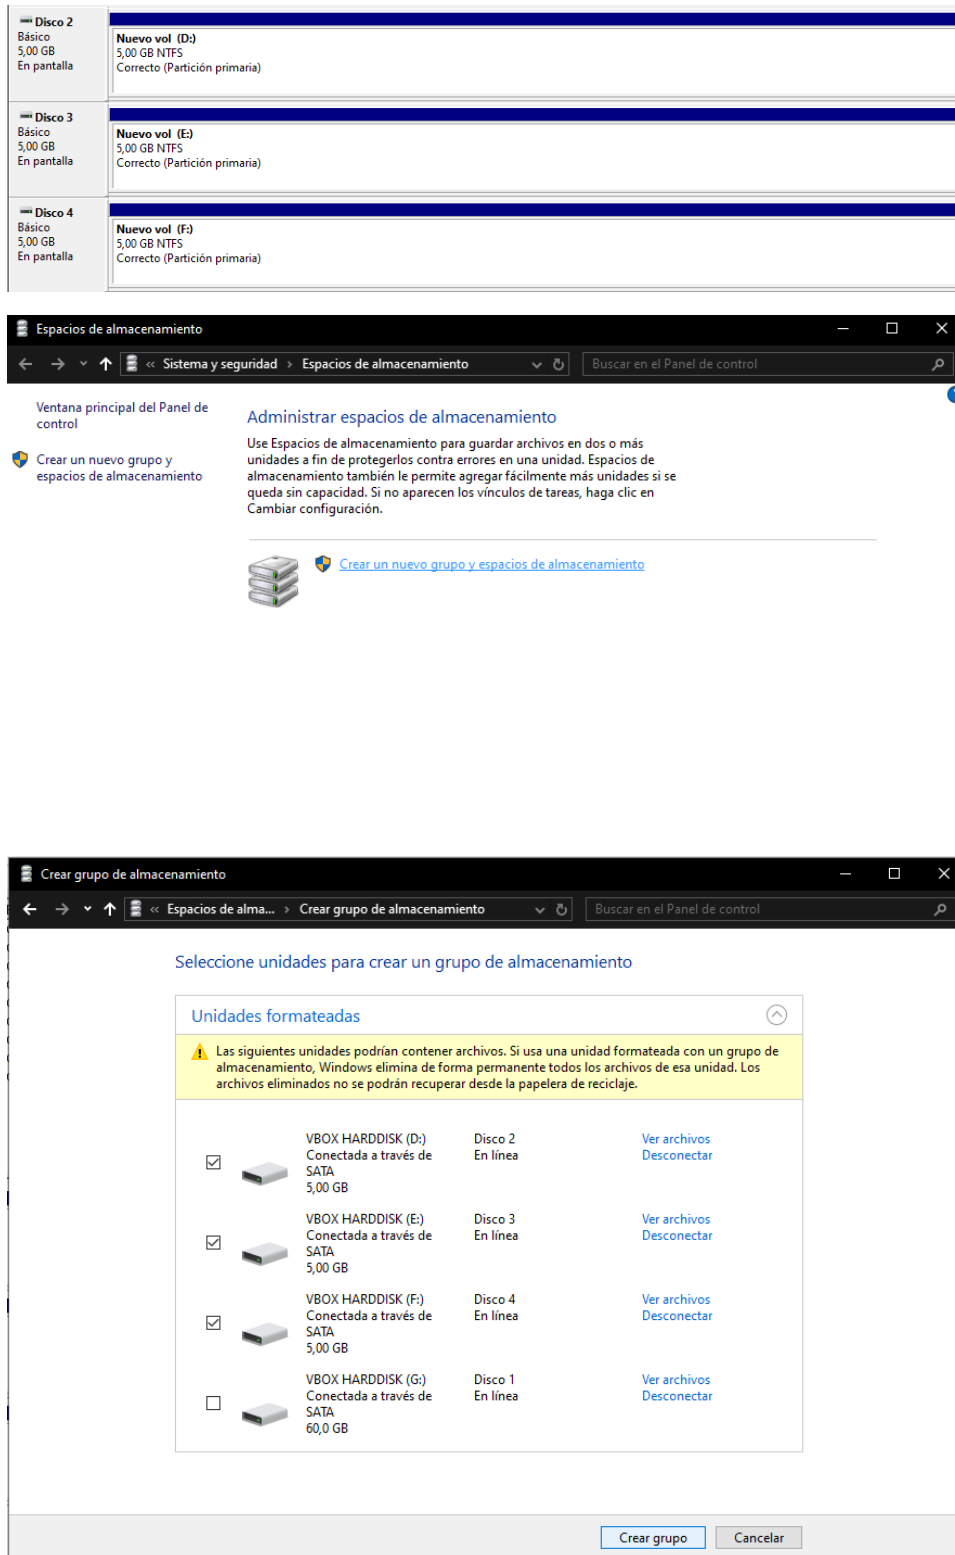 Disco 2
Básico
5,00 GB
En pantalla
Nuevo vol (D:)
5,00 GB NTFS
Correcto (Partición primaria)
Disco 3
Básico
5,00 GB
En pantalla
Nuevo vol (E:)
5,00 GB NTFS
Correcto (Partición primaria)
Disco 4
Básico
5,00 GB
En pantalla
Nuevo vol (F:)
5,00 GB NTFS
Correcto (Partición primaria)
Espacios de almacenamiento
« Sistema y seguridad > Espacios de almacenamiento
Buscar en el Panel de control
Ventana principal del Panel de
control
Crear un nuevo grupo y
espacios de almacenamiento
Administrar espacios de almacenamiento
Use Espacios de almacenamiento para guardar archivos en dos o más
unidades a fin de protegerlos contra errores en una unidad. Espacios de
almacenamiento también le permite agregar fácilmente más unidades si se
queda sin capacidad. Si no aparecen los vínculos de tareas, haga clic en
Cambiar configuración.
Crear un nuevo grupo y espacios de almacenamiento
Crear grupo de almacenamiento
« Espacios de alma... > Crear grupo de almacenamiento
Buscar en el Panel de control
Seleccione unidades para crear un grupo de almacenamiento
Unidades formateadas
Las siguientes unidades podrían contener archivos. Si usa una unidad formateada con un grupo de
almacenamiento, Windows elimina de forma permanente todos los archivos de esa unidad. Los
archivos eliminados no se podrán recuperar desde la papelera de reciclaje.
VBOX HARDDISK (D:) Disco 2 Ver archivos
Conectada a través de En línea Desconectar
SATA
5,00 GB
VBOX HARDDISK (E:) Disco 3 Ver archivos
Conectada a través de En línea Desconectar
SATA
5,00 GB
VBOX HARDDISK (F:) Disco 4 Ver archivos
Conectada a través de En línea Desconectar
SATA
5,00 GB
VBOX HARDDISK (G:) Disco 1 Ver archivos
Conectada a través de En línea Desconectar
SATA
60,0 GB
Crear grupo Cancelar